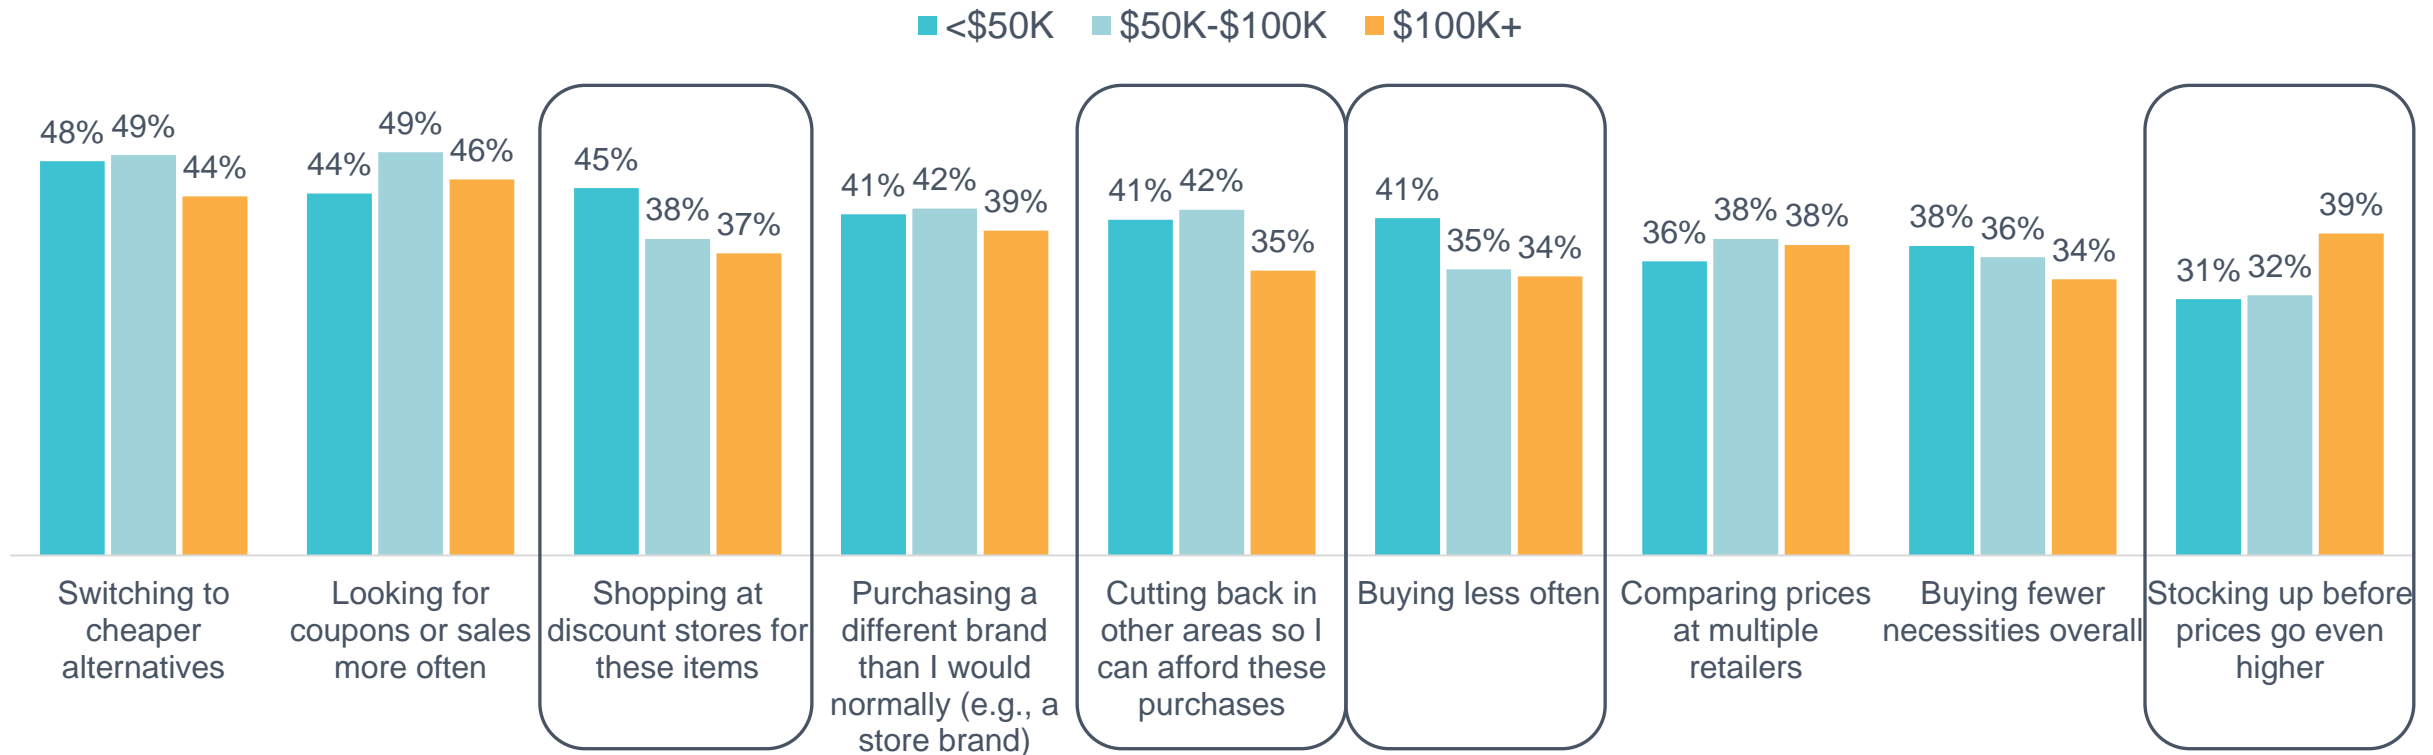 <$50K $50K-$100K $100K+
48% 49% 44%
44% 49% 46%
45% 38% 37%
41% 42% 39%
41% 42% 35%
41% 35% 34%
36% 38% 38%
38% 36% 34%
31% 32% 39%
Switching to
cheaper
alternatives
Looking for
coupons or sales
more often
Shopping at
discount stores for
these items
Purchasing a
different brand
than I would
normally (e.g., a
store brand)
Cutting back in
other areas so I
can afford these
purchases
Buying less often
Comparing prices
at multiple
retailers
Buying fewer
necessities overall
Stocking up before
prices go even
higher